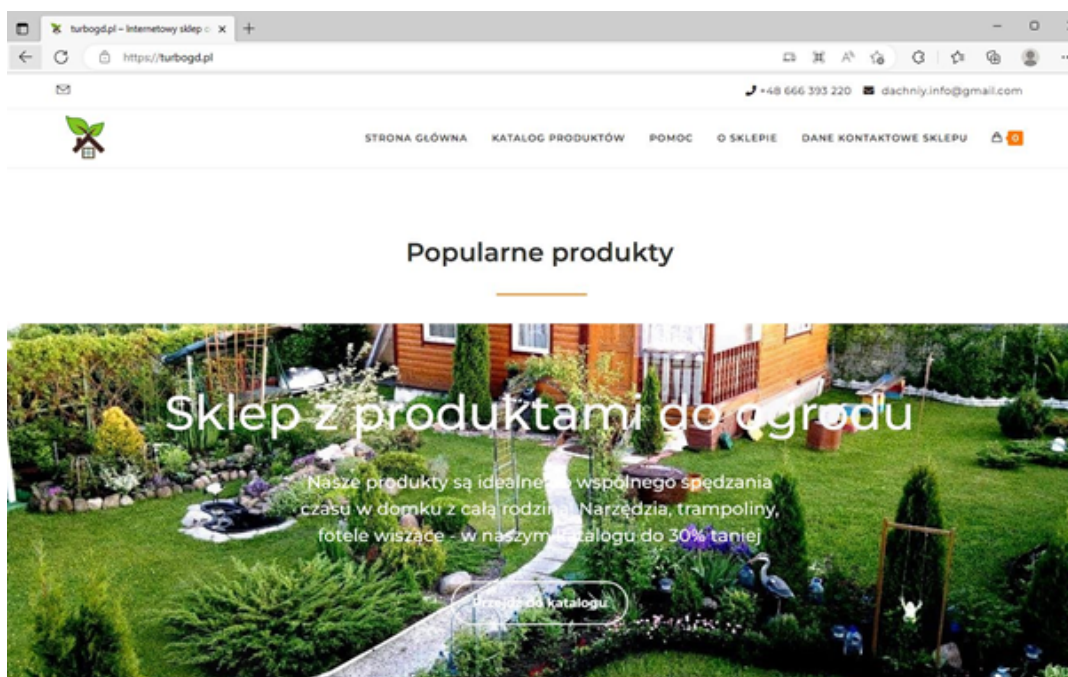 turbogd.pl – Internetowy sklep
https://turbogd.pl
+48 666 393 220 dachniy.info@gmail.com
STRONA GŁÓWNA KATALOG PRODUKTÓW POMOC O SKLEPIE DANE KONTAKTOWE SKLEPU 0
Popularne produkty
Sklep z produktami do ogrodu
Nasze produkty są idealne do wspólnego spędzania
czasu w domku z całą rodziną! Narzędzia, trampoliny,
fotele wiszące - w naszym katalogu do 30% taniej
Przejdź do katalogu